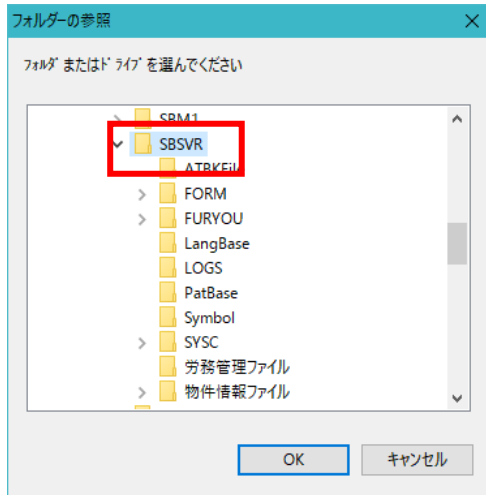 フォルダーの参照
ﾌｫﾙﾀﾞまたはﾄﾞﾗｲﾌﾞを選んでください
SBM1
SBSVR
ATBKFile
FORM
FURYOU
LangBase
LOGS
PatBase
Symbol
SYSC
労務管理ファイル
物件情報ファイル
OK
キャンセル